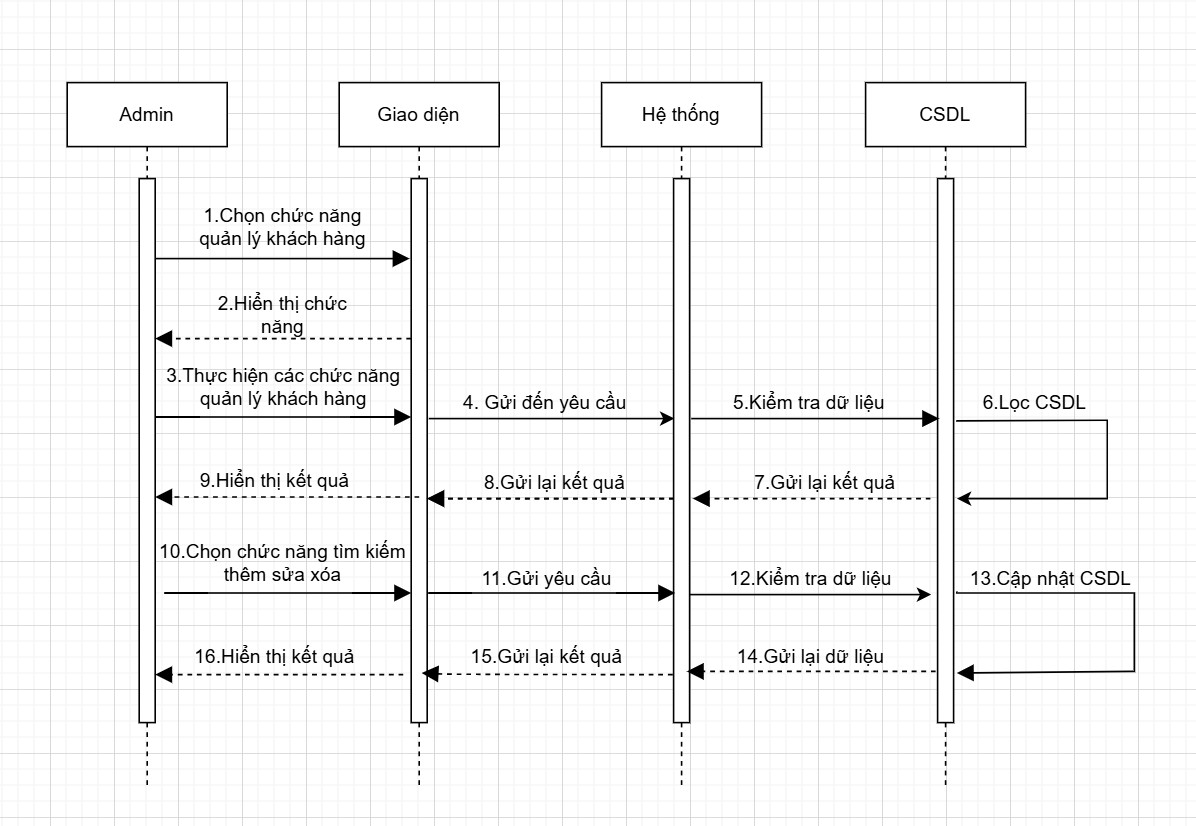 Admin
Giao diện
Hệ thống
CSDL
1.Chọn chức năng
quản lý khách hàng
2.Hiển thị chức
năng
3.Thực hiện các chức năng
quản lý khách hàng
4. Gửi đến yêu cầu
5.Kiểm tra dữ liệu
6.Lọc CSDL
9.Hiển thị kết quả
8.Gửi lại kết quả
7.Gửi lại kết quả
10.Chọn chức năng tìm kiếm
thêm sửa xóa
11.Gửi yêu cầu
12.Kiểm tra dữ liệu
13.Cập nhật CSDL
16.Hiển thị kết quả
15.Gửi lại kết quả
14.Gửi lại dữ liệu